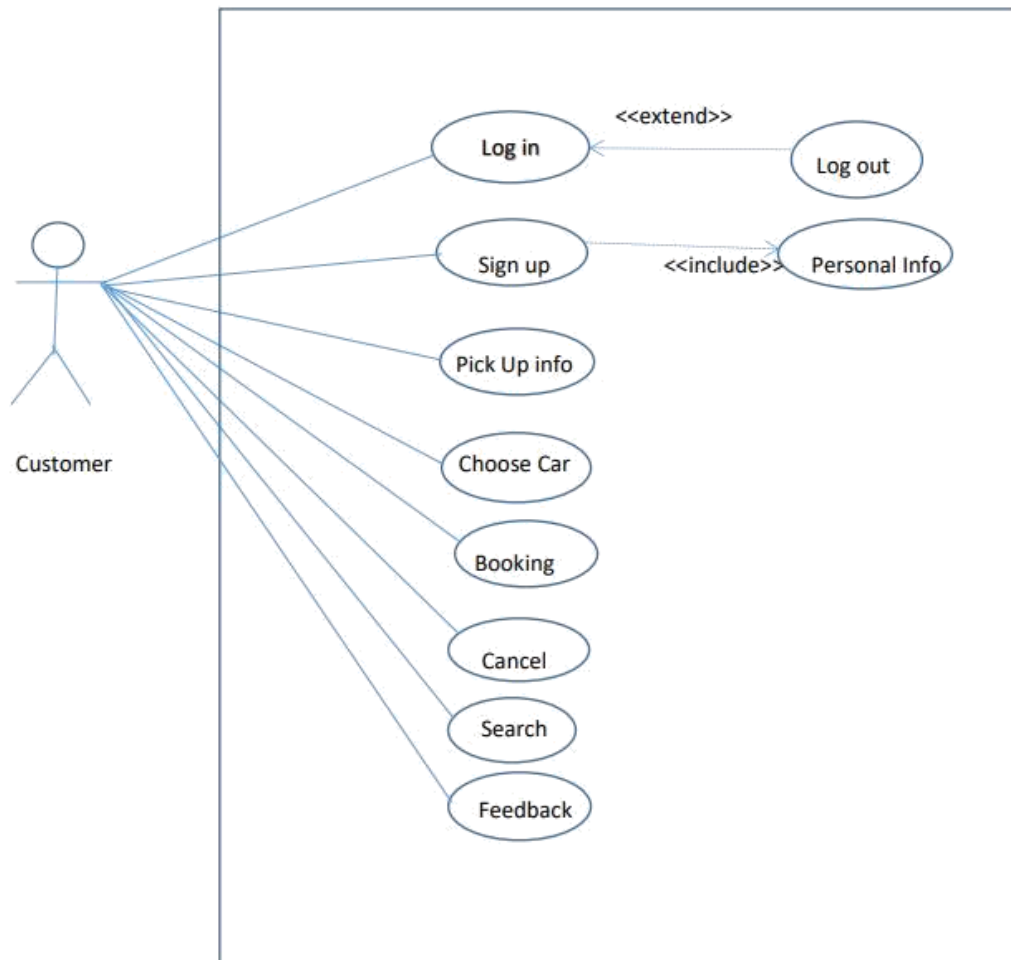 <<extend>>
Log in
Log out
Sign up
<<include>>
Personal Info
Pick Up info
Customer
Choose Car
Booking
Cancel
Search
Feedback